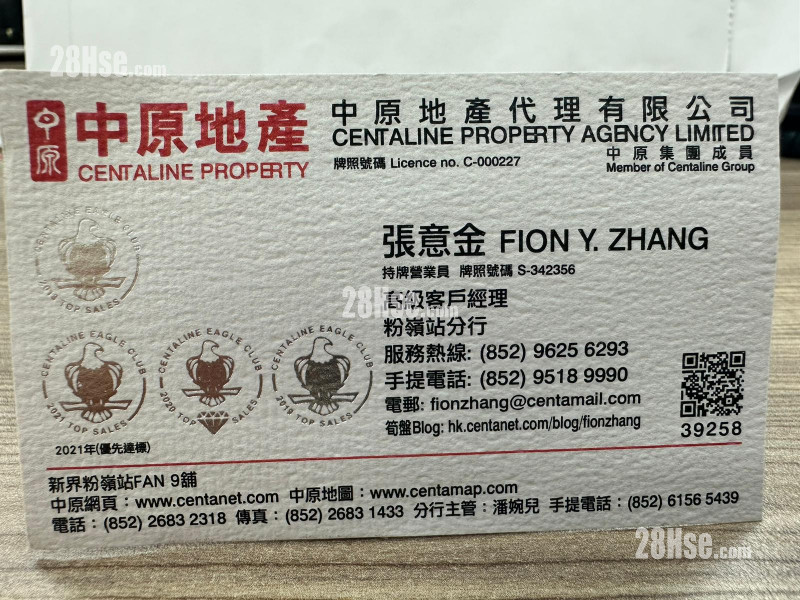 28Hse.com
中原
中原地產
CENTALINE PROPERTY
中原地產代理有限公司
CENTALINE PROPERTY AGENCY LIMITED
牌照號碼 Licence no. C-000227
中原集團成員
Member of Centaline Group
張意金 FION Y. ZHANG
持牌營業員 牌照號碼 S-342356
高級客戶經理
28Hse.com
粉嶺站分行
服務熱線: (852) 9625 6293
手提電話: (852) 9518 9990
電郵: fionzhang@centamail.com
筍盤Blog: hk.centanet.com/blog/fionzhang
39258
CENTALINE EAGLE CLUB
TOP SALES
CENTALINE EAGLE CLUB
2021 TOP SALES
CENTALINE EAGLE CLUB
2020 TOP SALES
CENTALINE EAGLE CLUB
2019 TOP SALES
2021年(優先達標)
新界粉嶺站FAN 9舖
中原網頁：www.centanet.com 中原地圖：www.centamap.com
電話：(852) 2683 2318 傳真：(852) 2683 1433 分行主管：潘婉兒 手提電話：(852) 6156 5439
28Hse.com